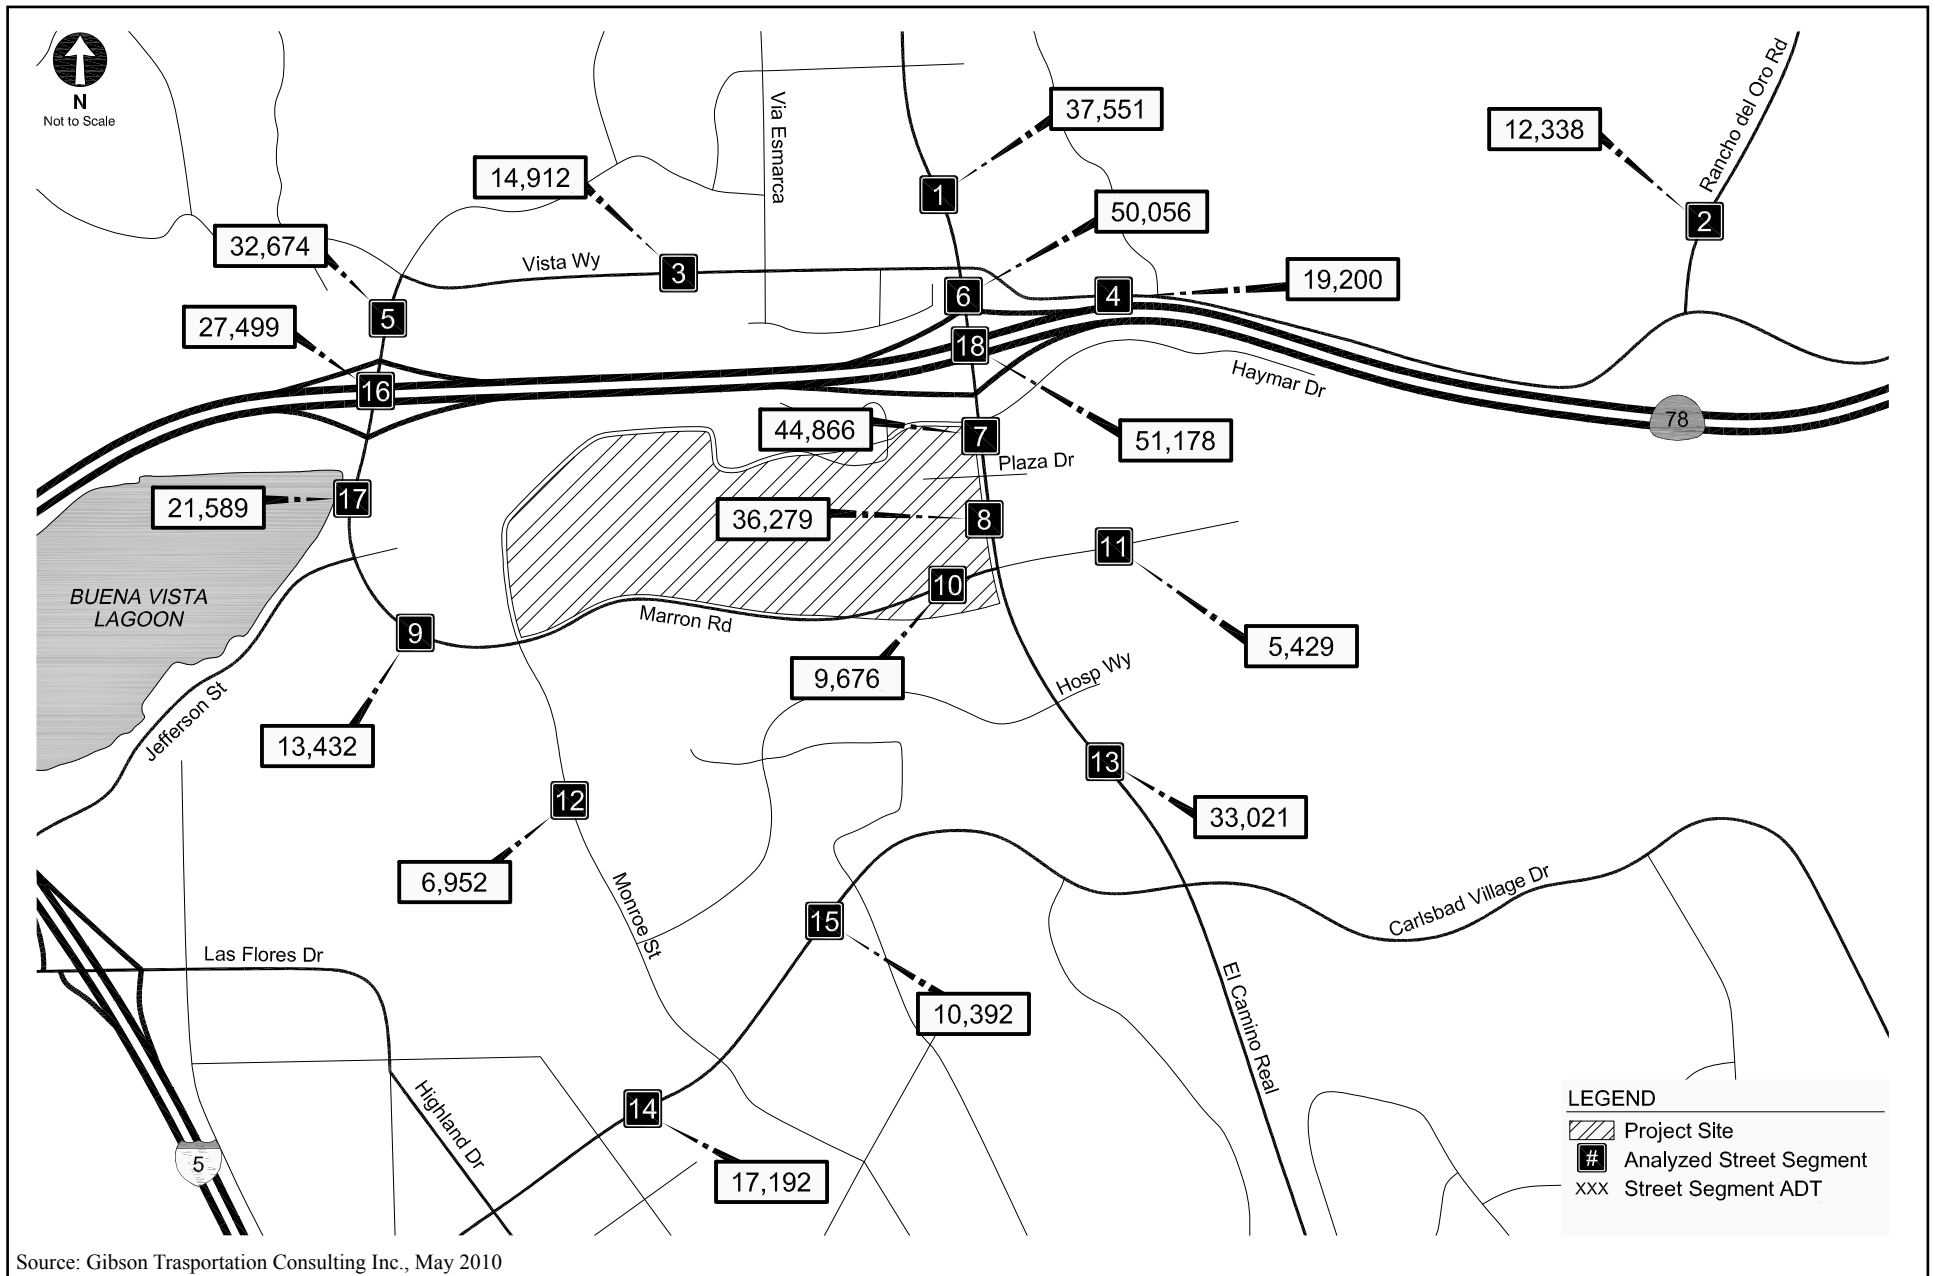 N
Not to Scale
Via Esmarca
37,551
12,338
Rancho del Oro Rd
14,912
1
50,056
2
32,674
Vista Wy
3
6
4
19,200
5
27,499
18
16
Haymar Dr
78
44,866
7
51,178
Plaza Dr
21,589
17
36,279
8
11
BUENA VISTA
LAGOON
10
9
Marron Rd
5,429
9,676
Hosp Wy
Jefferson St
13,432
13
12
33,021
6,952
Monroe St
15
Carlsbad Village Dr
Las Flores Dr
10,392
El Camino Real
Highland Dr
14
5
17,192
LEGEND
Project Site
# Analyzed Street Segment
XXX Street Segment ADT
Source: Gibson Trasportation Consulting Inc., May 2010